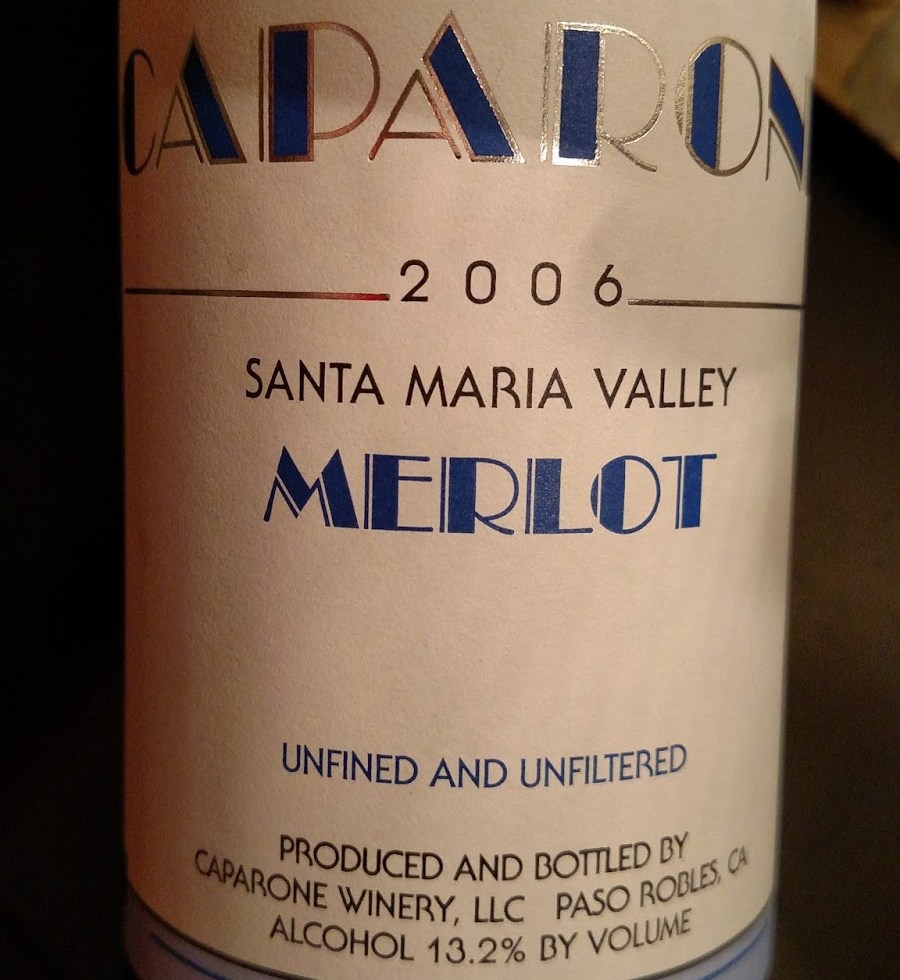 CAPARON
2006
SANTA MARIA VALLEY
MERLOT
UNFINED AND UNFILTERED
PRODUCED AND BOTTLED BY
CAPARONE WINERY, LLC PASO ROBLES, CA
ALCOHOL 13.2% BY VOLUME